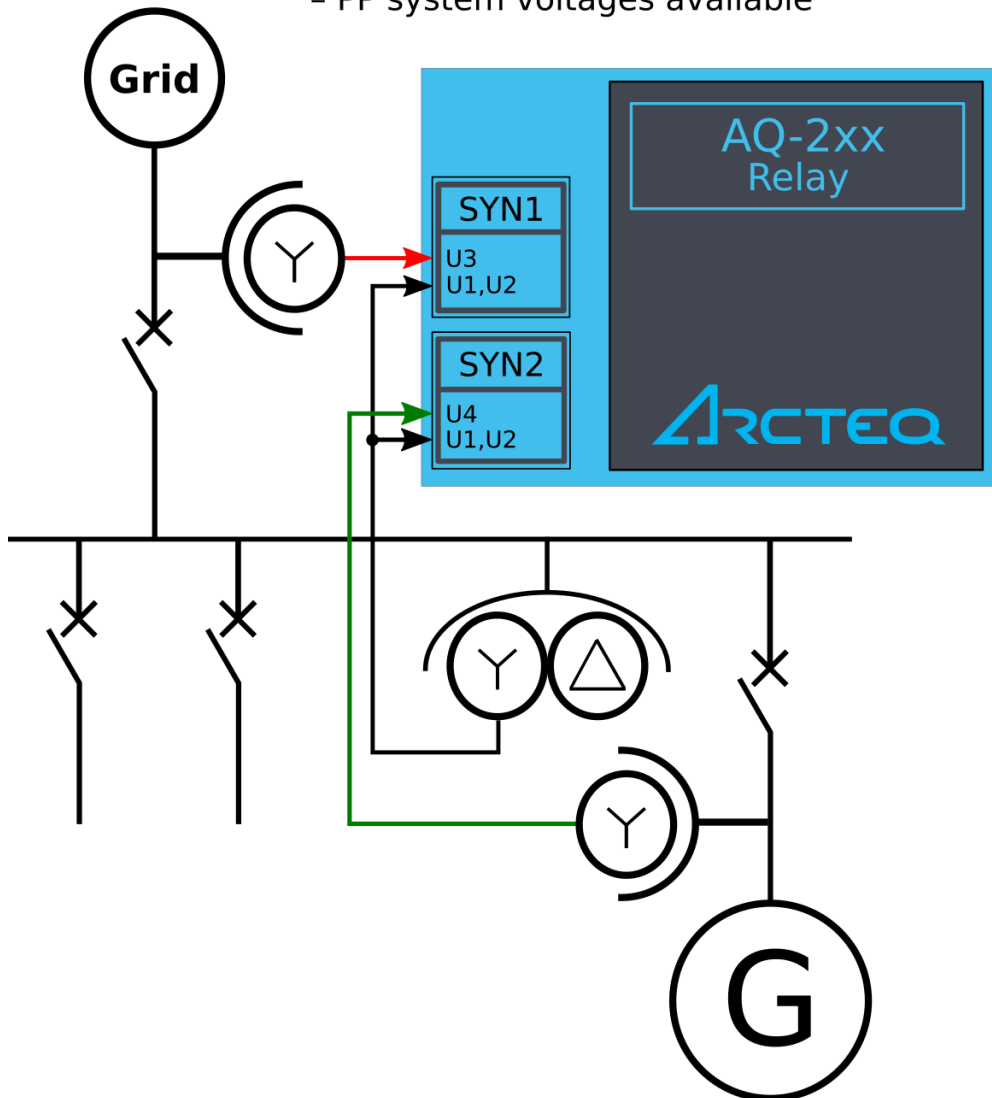 – PP system voltages available
Grid
AQ-2xx
Relay
SYN1
U3
U1,U2
SYN2
U4
U1,U2
ARCTEQ
G